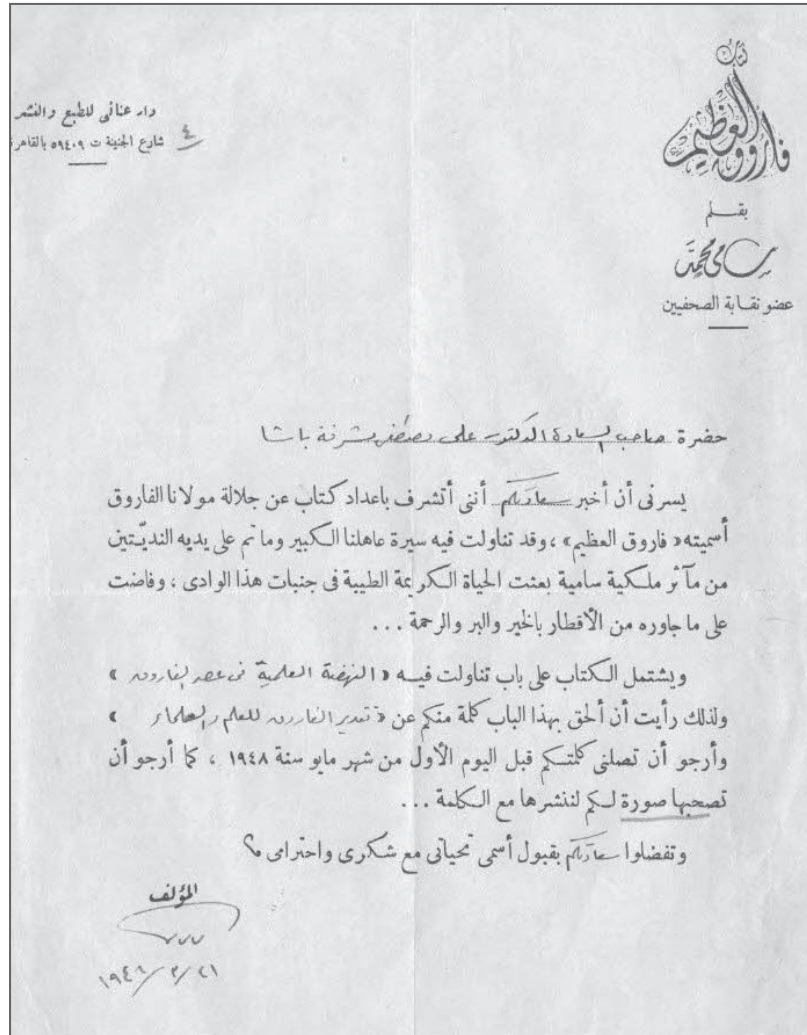 كتاب
فاروق العظيم
بقلم
سامى محمد
عضو نقابة الصحفيين
دار عنانى للطبع والنشر
٤ شارع الجنينة ت ٥٩٤٠٩ بالقاهر
حضرة صاحب السعادة الدكتور على مصطفى مشرفة باشا
يسرنى أن أخبر سعادتكم أننى أتشرف باعداد كتاب عن جلالة مولانا الفاروق
أسميته « فاروق العظيم » ، وقد تناولت فيه سيرة عاهلنا الكبير وما تم على يديه النديّتين
من مآثر ملكية سامية بعثت الحياة الكريمة الطيبة فى جنبات هذا الوادى ، وفاضت
على ما جاوره من الأقطار بالخير والبر والرحمة ...
ويشتمل الكتاب على باب تناولت فيه « النهضة العلمية فى عصر الفاروق »
ولذلك رأيت أن ألحق بهذا الباب كلمة منكم عن « تقدير الفاروق للعلم والعلماء »
وأرجو أن تصلنى كلمتكم قبل اليوم الأول من شهر مايو سنة ١٩٤٨ ، كما أرجو أن
تصحبها صورة لكم لننشرها مع الكلمة ...
وتفضلوا سعادتكم بقبول أسمى تحياتى مع شكرى واحترامى ؟
المؤلف